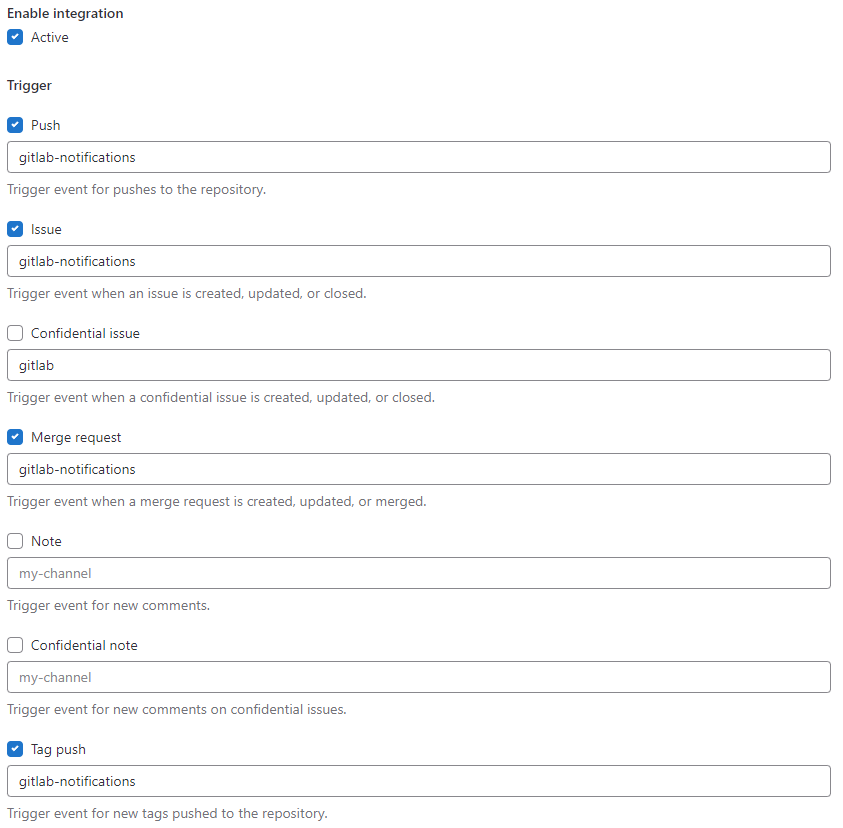 Enable integration
Active
Trigger
Push
gitlab-notifications
Trigger event for pushes to the repository.
Issue
gitlab-notifications
Trigger event when an issue is created, updated, or closed.
Confidential issue
gitlab
Trigger event when a confidential issue is created, updated, or closed.
Merge request
gitlab-notifications
Trigger event when a merge request is created, updated, or merged.
Note
my-channel
Trigger event for new comments.
Confidential note
my-channel
Trigger event for new comments on confidential issues.
Tag push
gitlab-notifications
Trigger event for new tags pushed to the repository.